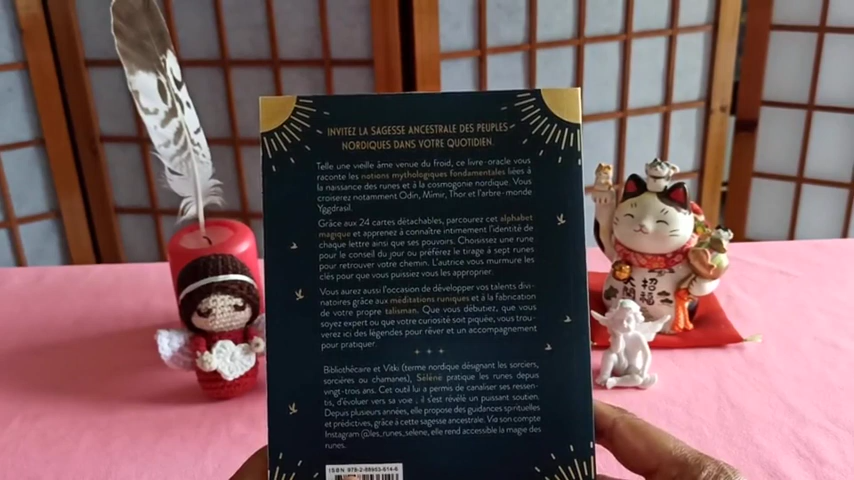 INVITEZ LA SAGESSE ANCESTRALE DES PEUPLES
NORDIQUES DANS VOTRE QUOTIDIEN.
Telle une vieille âme venue du froid, ce livre-oracle vous
raconte les notions mythologiques fondamentales liées à
la naissance des runes et à la cosmogonie nordique. Vous
croiserez notamment Odin, Mimir, Thor et l'arbre-monde
Yggdrasil.
Grâce aux 24 cartes détachables, parcourez cet alphabet
magique et apprenez à connaître intimement l'identité de
chaque lettre ainsi que ses pouvoirs. Choisissez une rune
pour le conseil du jour ou préférez le tirage à sept runes
pour retrouver votre chemin. L'autrice vous murmure les
clés pour que vous puissiez vous les approprier.
Vous aurez aussi l'occasion de développer vos talents divi-
natoires grâce aux méditations runiques et à la fabrication
de votre propre talisman. Que vous débutiez, que vous
soyez expert ou que votre curiosité soit piquée, vous trou-
verez ici des légendes pour rêver et un accompagnement
pour pratiquer.
Bibliothécaire et Vitki (terme nordique désignant les sorciers,
sorcières ou chamanes), Séléné pratique les runes depuis
vingt-trois ans. Cet outil lui a permis de canaliser ses ressen-
tis, d'évoluer vers sa voie ; il s'est révélé un puissant soutien.
Depuis plusieurs années, elle propose des guidances spirituelles
et prédictives, grâce à cette sagesse ancestrale. Via son compte
Instagram @les_runes_selene, elle rend accessible la magie des
runes.
招福